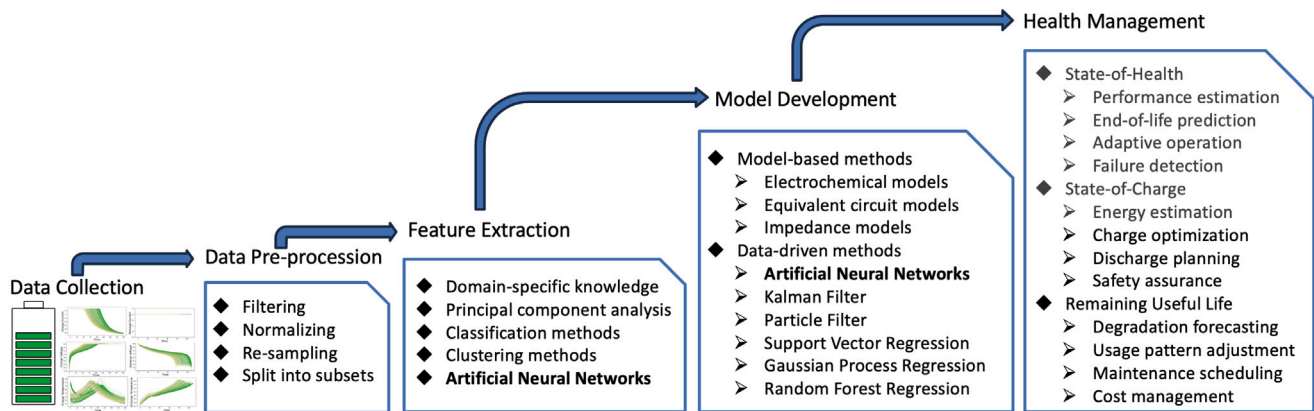 Data Collection
Data Pre-procession
Filtering
Normalizing
Re-sampling
Split into subsets
Feature Extraction
Domain-specific knowledge
Principal component analysis
Classification methods
Clustering methods
Artificial Neural Networks
Model Development
Model-based methods
Electrochemical models
Equivalent circuit models
Impedance models
Data-driven methods
Artificial Neural Networks
Kalman Filter
Particle Filter
Support Vector Regression
Gaussian Process Regression
Random Forest Regression
Health Management
State-of-Health
Performance estimation
End-of-life prediction
Adaptive operation
Failure detection
State-of-Charge
Energy estimation
Charge optimization
Discharge planning
Safety assurance
Remaining Useful Life
Degradation forecasting
Usage pattern adjustment
Maintenance scheduling
Cost management